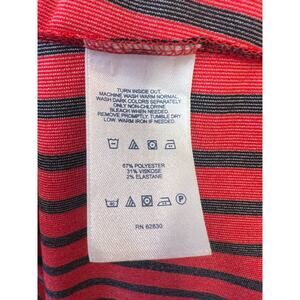 TURN INSIDE OUT.
MACHINE WASH WARM NORMAL.
WASH DARK COLORS SEPARATELY
ONLY NON-CHLORINE
BLEACH WHEN NEEDED.
REMOVE PROMPTLY, TUMBLE DRY
LOW. WARM IRON IF NEEDED.
67% POLYESTER
31% VISKOSE
2% ELASTANE
RN 62830